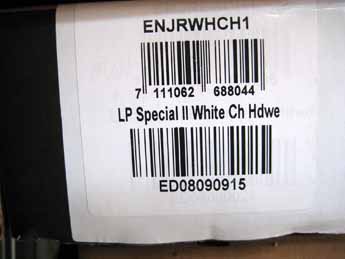 ENJRWHCH1
7 111062 688044
LP Special II White Ch Hdwe
ED08090915